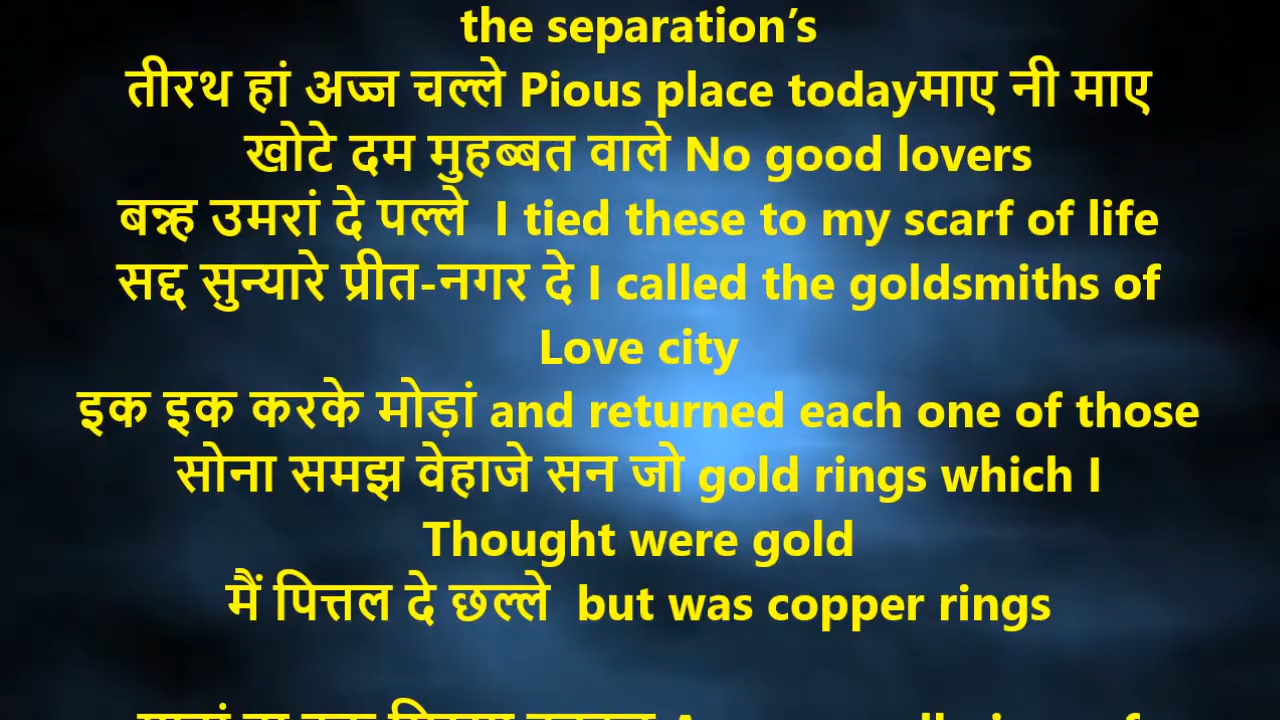 the separation’s
तीरथ हां अज्ज चल्ले Pious place todayमाए नी माए
खोटे दम मुहब्बत वाले No good lovers
बन्न्ह उमरां दे पल्ले I tied these to my scarf of life
सद्द सुन्यारे प्रीत-नगर दे I called the goldsmiths of
Love city
इक इक करके मोड़ां and returned each one of those
सोना समझ वेहाजे सन जो gold rings which I
Thought were gold
मैं पित्तल दे छल्ले but was copper rings